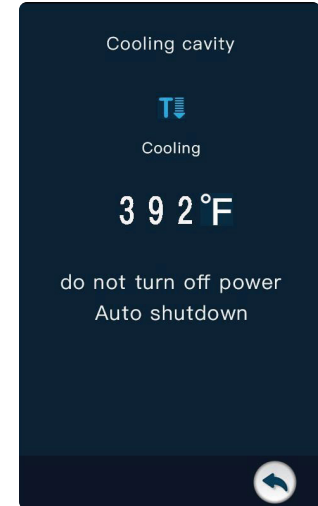 Cooling cavity
T
Cooling
392°F
do not turn off power
Auto shutdown